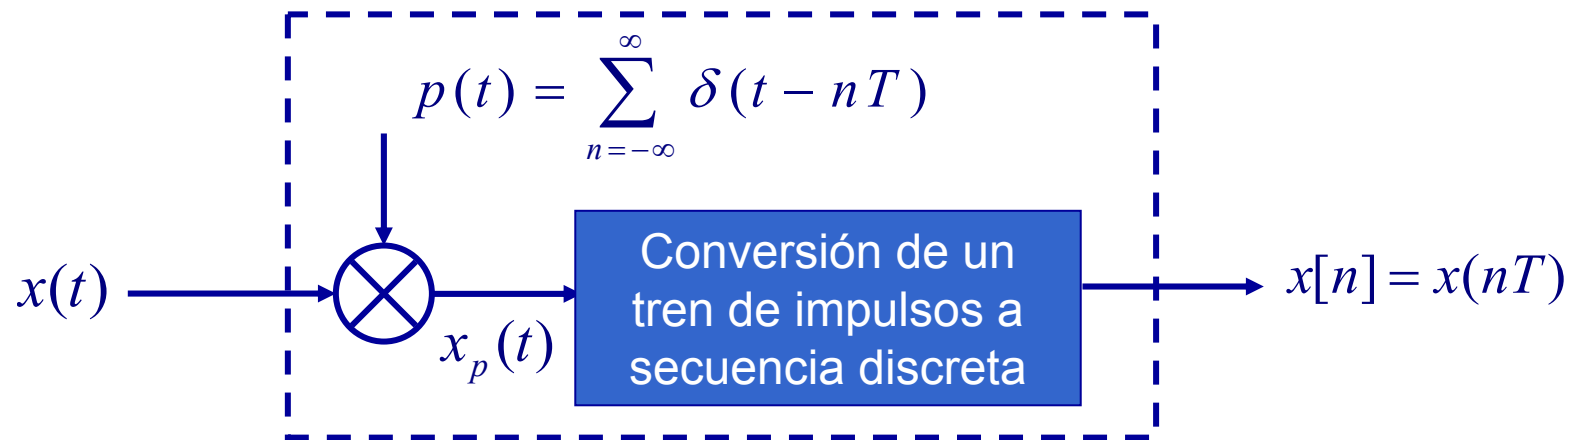 p(t) = ∑_{n=-∞}^{∞} δ(t − nT)
x(t)
x_p(t)
Conversión de un
tren de impulsos a
secuencia discreta
x[n] = x(nT)